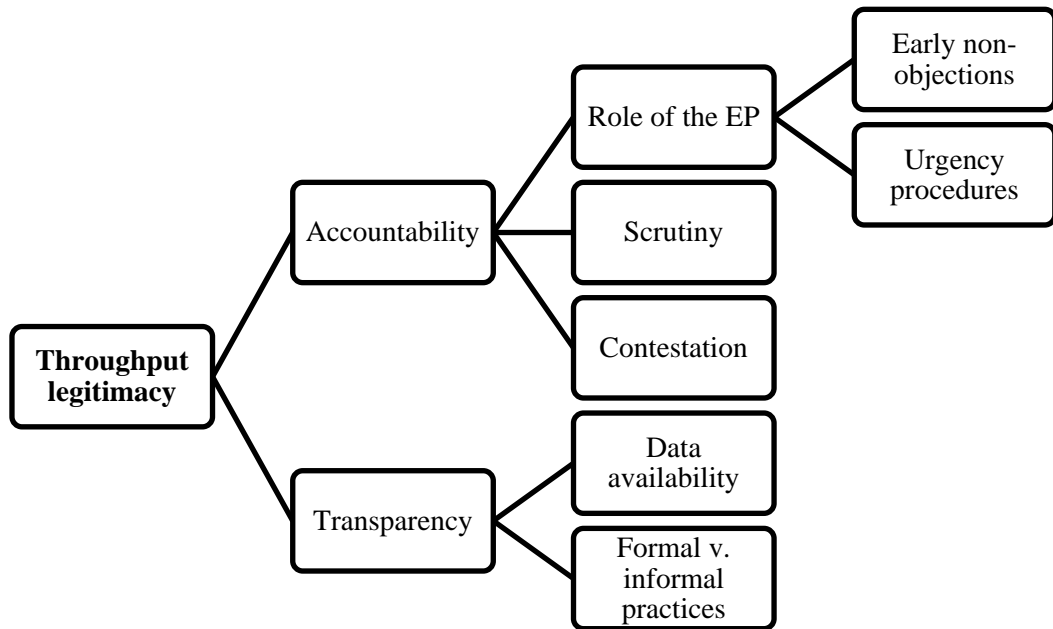 Throughput
legitimacy
Accountability
Transparency
Role of the EP
Scrutiny
Contestation
Data
availability
Formal v.
informal
practices
Early non-
objections
Urgency
procedures